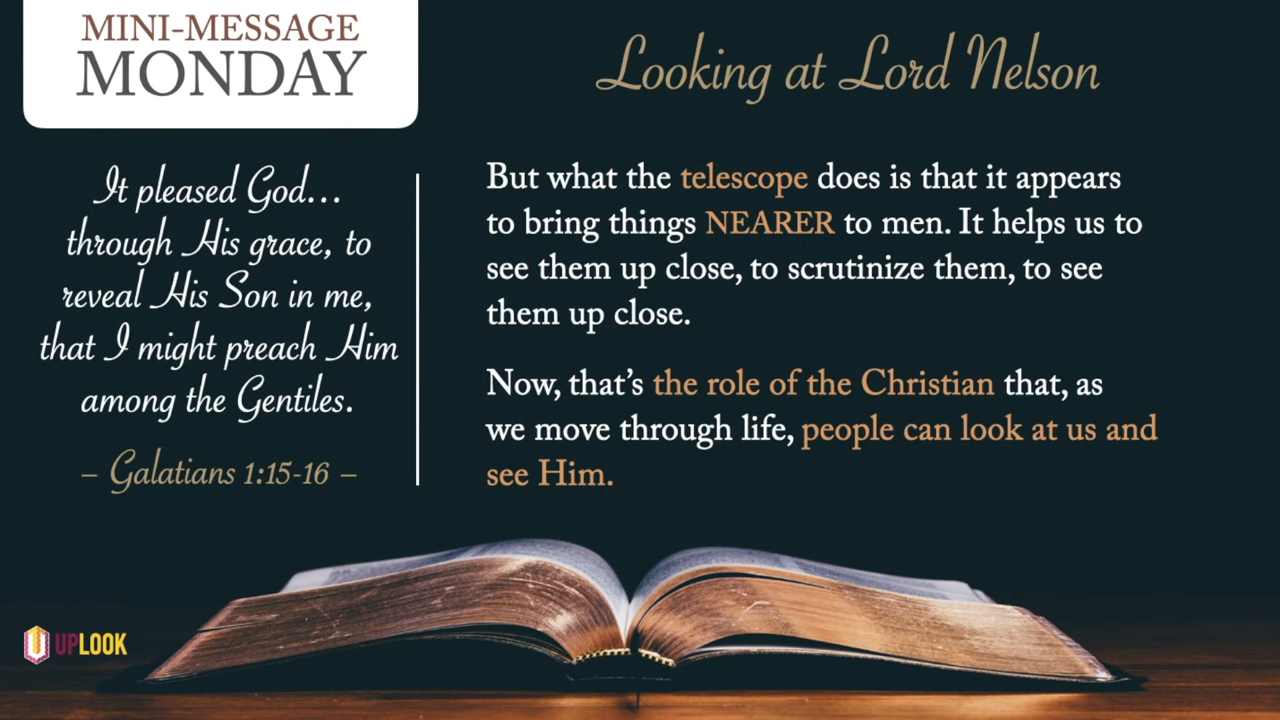 MINI-MESSAGE
MONDAY
Looking at Lord Nelson
It pleased God...
through His grace, to
reveal His Son in me,
that I might preach Him
among the Gentiles.
– Galatians 1:15-16 –
But what the telescope does is that it appears
to bring things NEARER to men. It helps us to
see them up close, to scrutinize them, to see
them up close.
Now, that’s the role of the Christian that, as
we move through life, people can look at us and
see Him.
UPLOOK